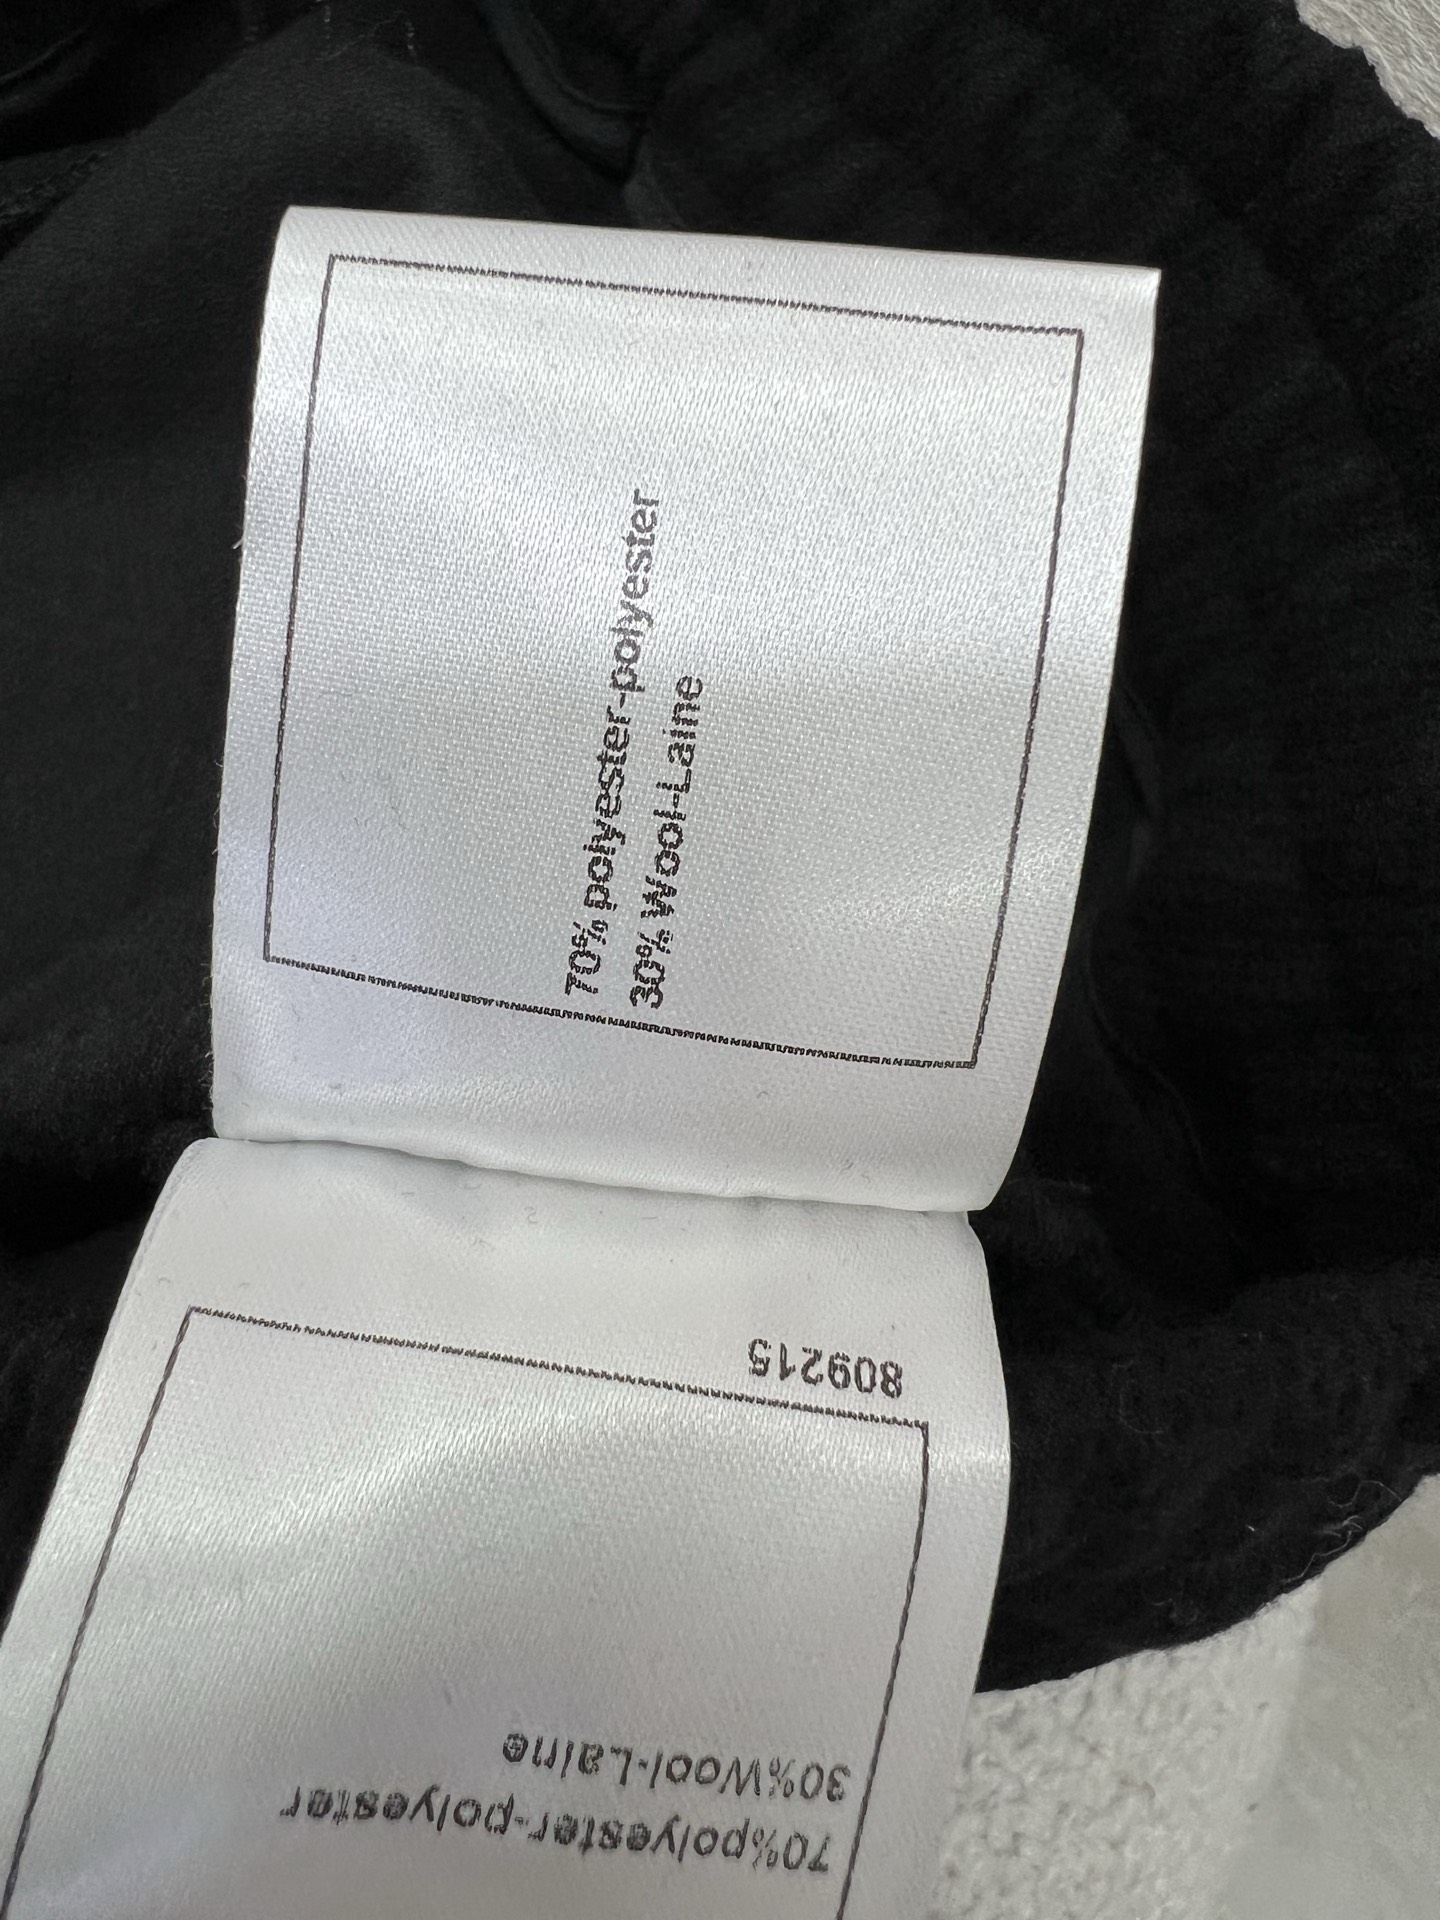 70% polyester-polyester
30% Wool-Laine
809215
70%polyester-polyester
30%Wool-Laine